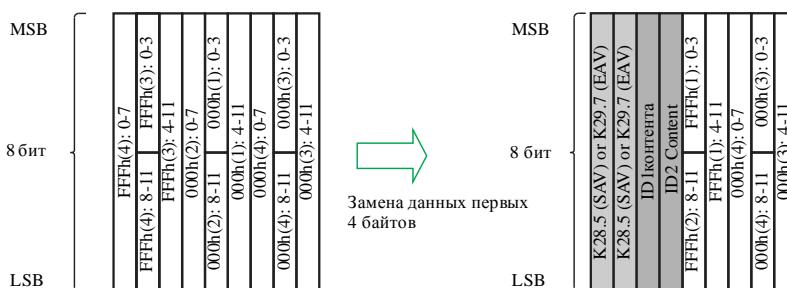 MSB
8 бит
LSB
FFFh(4): 0-7
FFFh(3): 0-3
FFFh(4): 8-11
FFFh(3): 4-11
000h(2): 0-7
000h(1): 0-3
000h(2): 8-11
000h(1): 4-11
000h(4): 0-7
000h(3): 0-3
000h(4): 8-11
000h(3): 4-11
Замена данных первых
4 байтов
MSB
8 бит
LSB
K28.5 (SAV) or K29.7 (EAV)
K28.5 (SAV) or K29.7 (EAV)
ID1контента
ID2 Content
FFFh(1): 0-3
FFFh(2): 8-11
FFFh(1): 4-11
000h(4): 0-7
000h(3): 0-3
000h(4): 8-11
000h(3): 4-11